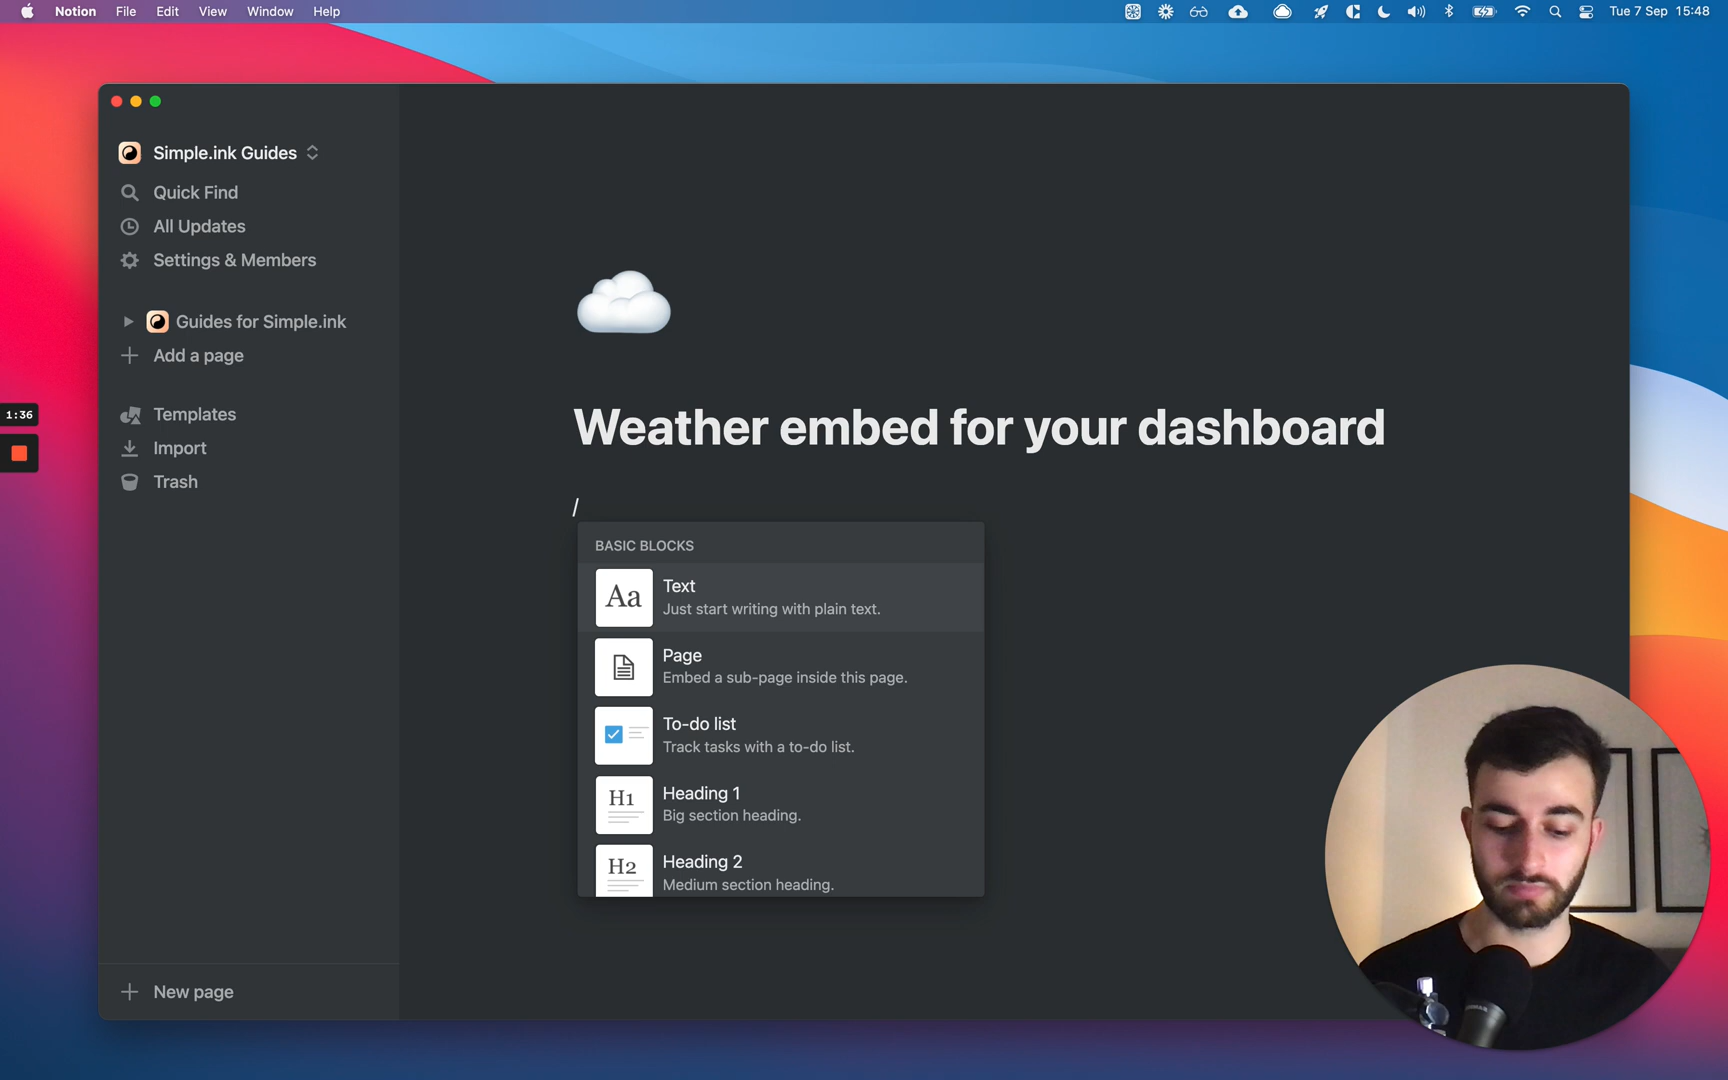 Notion File Edit View Window Help Tue 7 Sep 15:48
Simple.ink Guides
Quick Find
All Updates
Settings & Members
Guides for Simple.ink
Add a page
Templates
Import
Trash
New page
1:36
Weather embed for your dashboard
/
BASIC BLOCKS
Aa
Text
Just start writing with plain text.
Page
Embed a sub-page inside this page.
To-do list
Track tasks with a to-do list.
H1
Heading 1
Big section heading.
H2
Heading 2
Medium section heading.